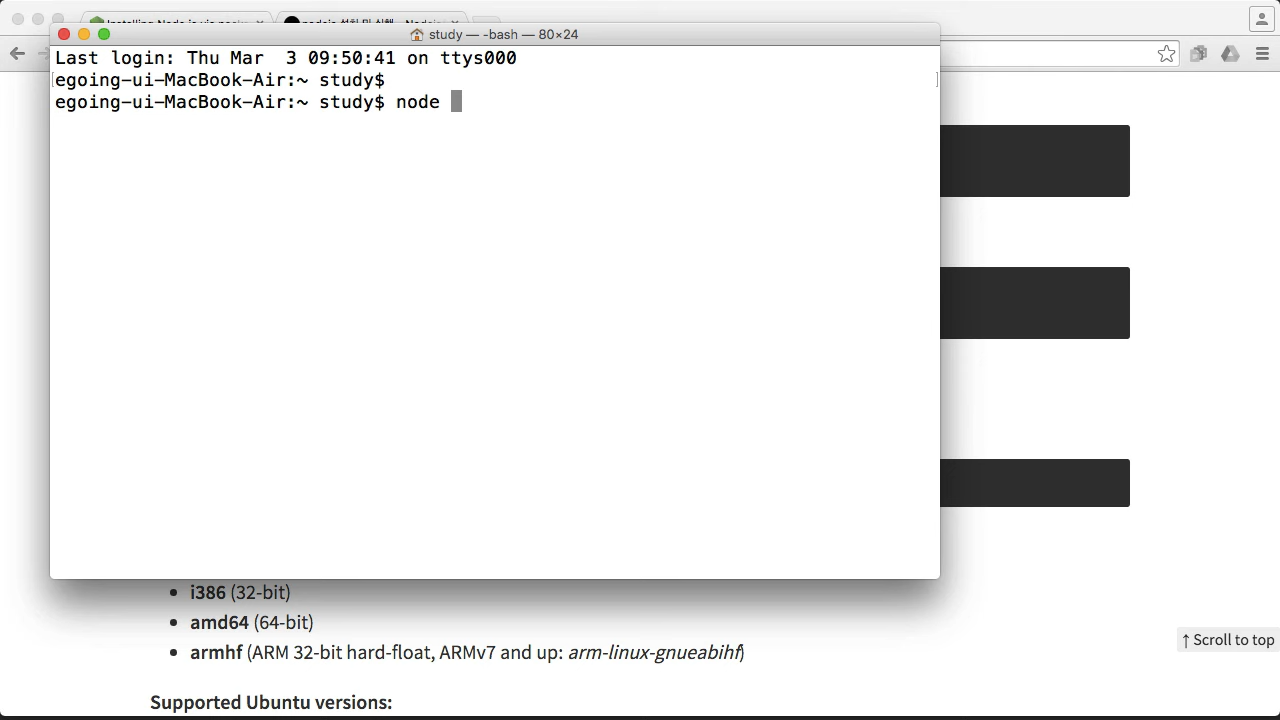 study — -bash — 80×24
Last login: Thu Mar  3 09:50:41 on ttys000
egoing-ui-MacBook-Air:~ study$
egoing-ui-MacBook-Air:~ study$ node
i386 (32-bit)
amd64 (64-bit)
armhf (ARM 32-bit hard-float, ARMv7 and up: arm-linux-gnueabihf)
↑ Scroll to top
Supported Ubuntu versions: